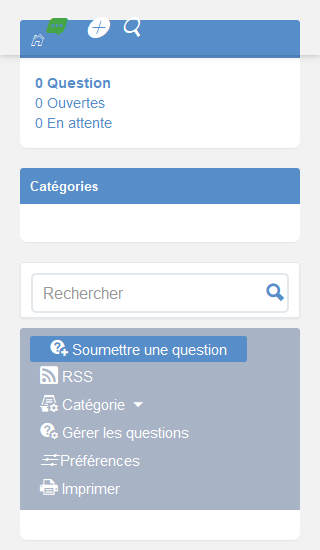 0 Question
0 Ouvertes
0 En attente
Catégories
Rechercher
Soumettre une question
RSS
Catégorie
Gérer les questions
Préférences
Imprimer